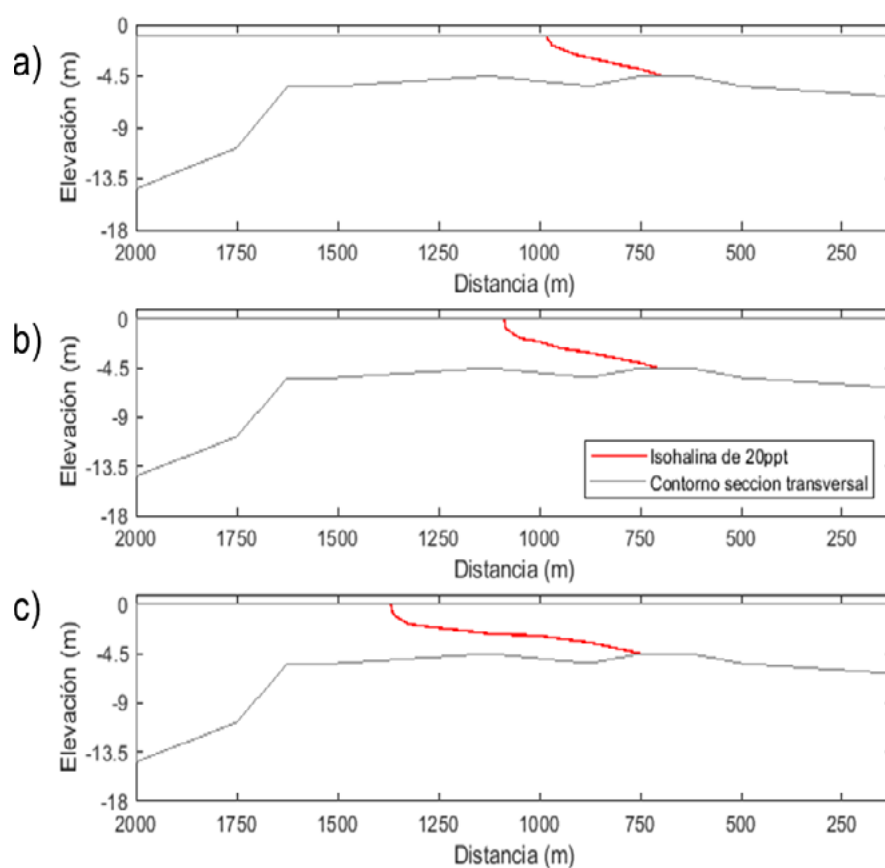 a)
Elevación (m)
0
-4.5
-9
-13.5
-18
2000 1750 1500 1250 1000 750 500 250
Distancia (m)
b)
Elevación (m)
0
-4.5
-9
-13.5
-18
Isohalina de 20ppt
Contorno seccion transversal
2000 1750 1500 1250 1000 750 500 250
Distancia (m)
c)
Elevación (m)
0
-4.5
-9
-13.5
-18
2000 1750 1500 1250 1000 750 500 250
Distancia (m)